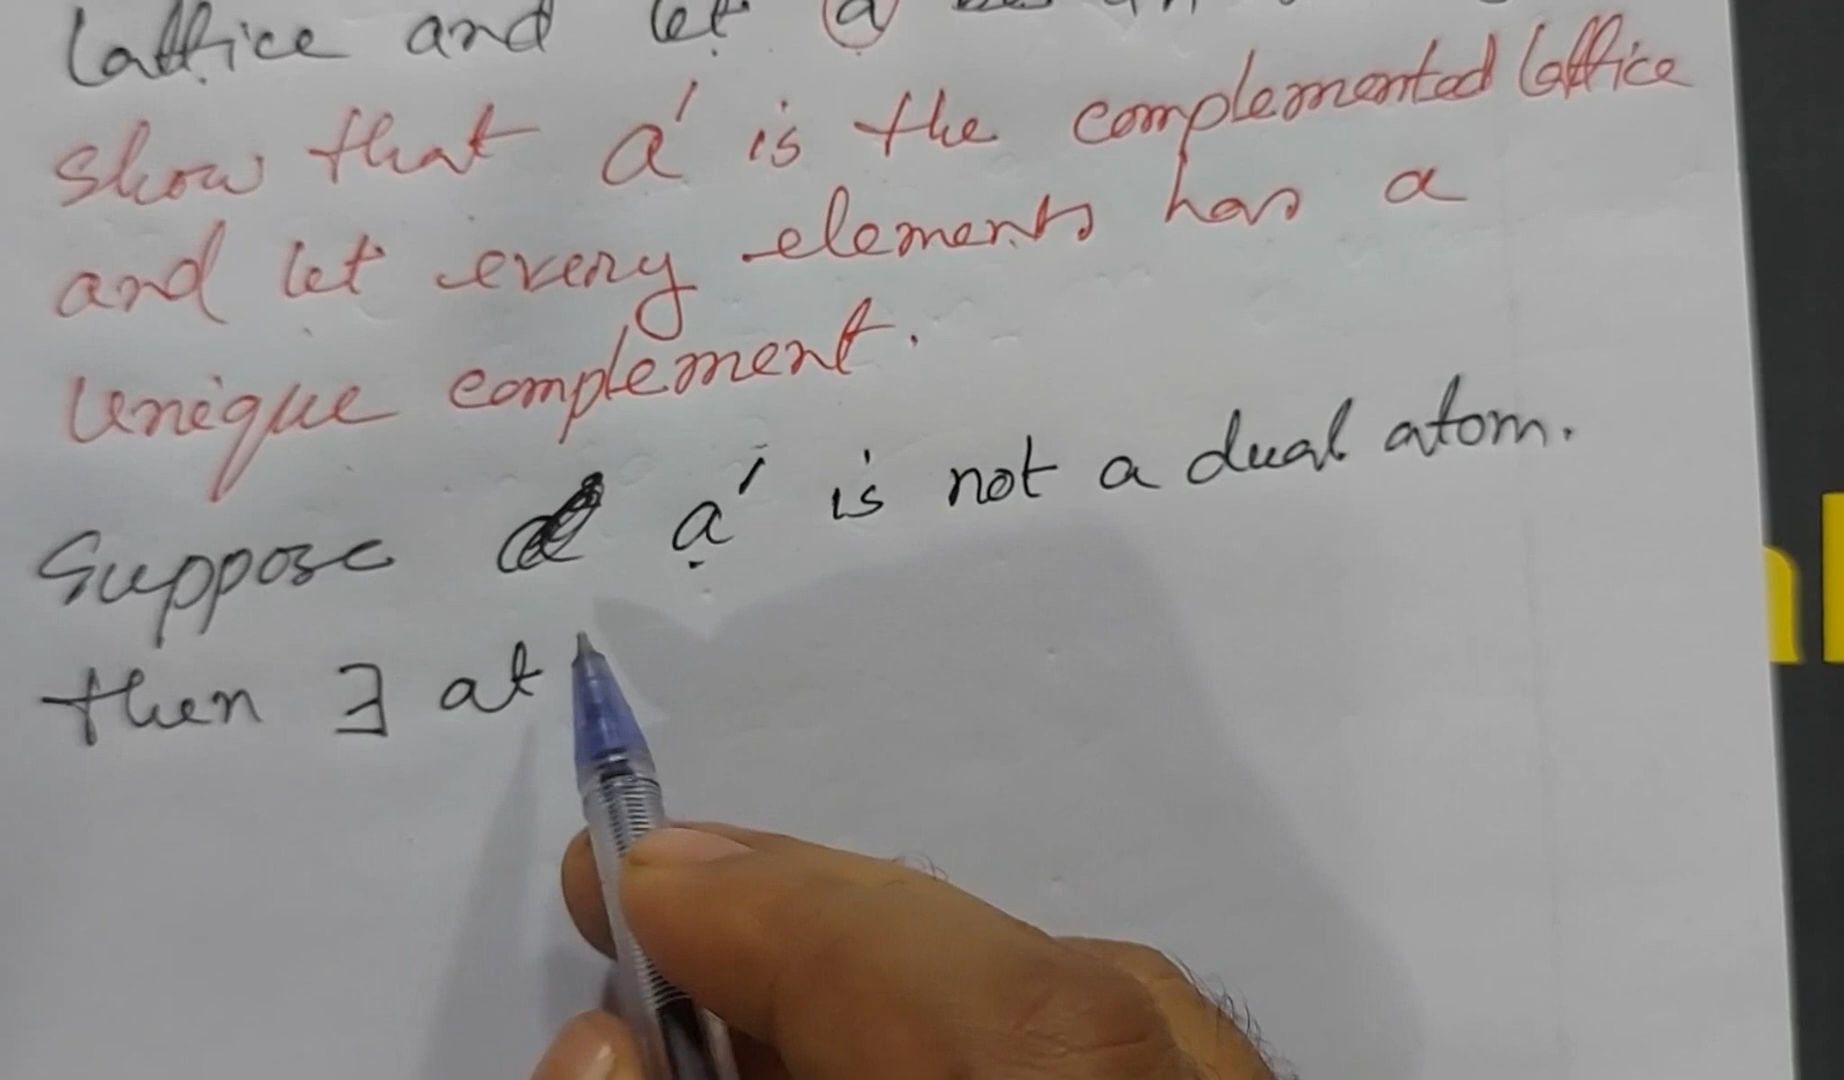 Lattice and let a
show that a' is the complemented Lattice
and let every elements has a
Unique complement.
Suppose a' is not a dual atom.
then ∃ at